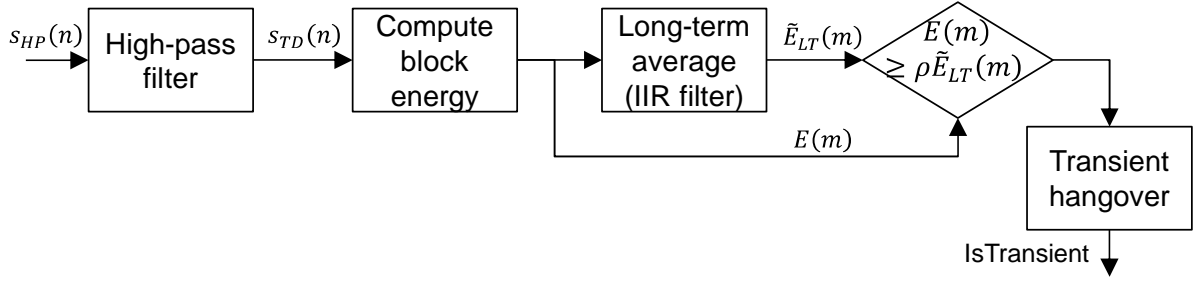 s_HP(n)
High-pass
filter
s_TD(n)
Compute
block
energy
Long-term
average
(IIR filter)
Ẽ_LT(m)
E(m)
≥ ρẼ_LT(m)
E(m)
Transient
hangover
IsTransient